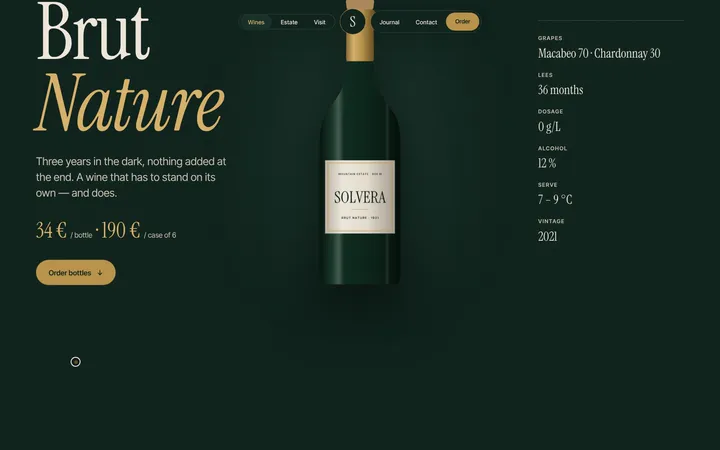 Wines Estate Visit S Journal Contact Order
Brut
Nature
Three years in the dark, nothing added at
the end. A wine that has to stand on its
own — and does.
34 € / bottle · 190 € / case of 6
Order bottles ↓
SOLVERA
BRUT NATURE · 2021
GRAPES
Macabeo 70 · Chardonnay 30
LEES
36 months
DOSAGE
0 g/L
ALCOHOL
12 %
SERVE
7 – 9 °C
VINTAGE
2021